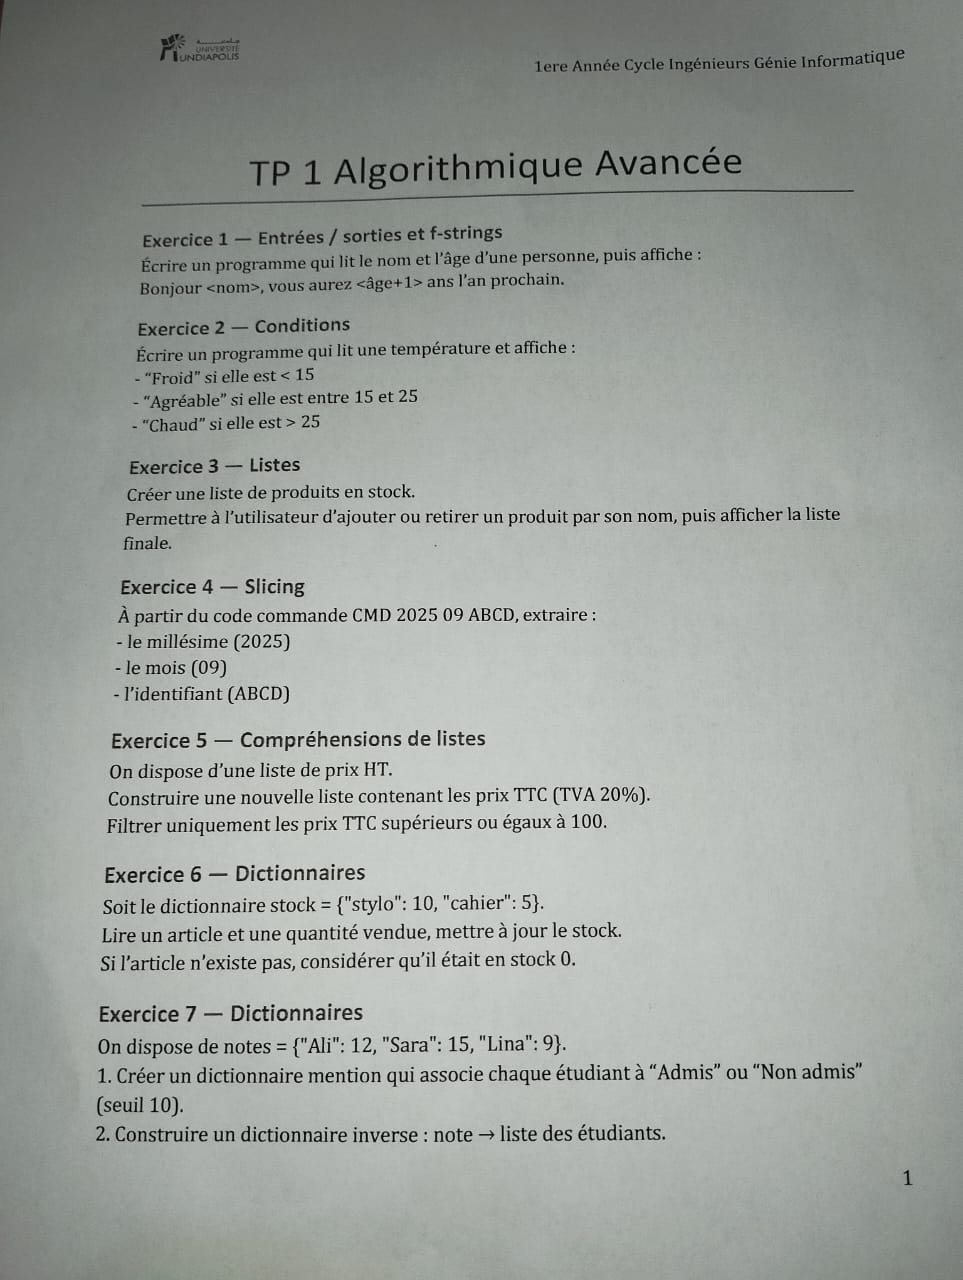 جامعة
UNIVERSITÉ
UNDIAPOLIS
1ere Année Cycle Ingénieurs Génie Informatique
TP 1 Algorithmique Avancée
Exercice 1 — Entrées / sorties et f-strings
Écrire un programme qui lit le nom et l’âge d’une personne, puis affiche :
Bonjour <nom>, vous aurez <âge+1> ans l’an prochain.
Exercice 2 — Conditions
Écrire un programme qui lit une température et affiche :
- “Froid” si elle est < 15
- “Agréable” si elle est entre 15 et 25
- “Chaud” si elle est > 25
Exercice 3 — Listes
Créer une liste de produits en stock.
Permettre à l’utilisateur d’ajouter ou retirer un produit par son nom, puis afficher la liste
finale.
Exercice 4 — Slicing
À partir du code commande CMD 2025 09 ABCD, extraire :
- le millésime (2025)
- le mois (09)
- l’identifiant (ABCD)
Exercice 5 — Compréhensions de listes
On dispose d’une liste de prix HT.
Construire une nouvelle liste contenant les prix TTC (TVA 20%).
Filtrer uniquement les prix TTC supérieurs ou égaux à 100.
Exercice 6 — Dictionnaires
Soit le dictionnaire stock = {"stylo": 10, "cahier": 5}.
Lire un article et une quantité vendue, mettre à jour le stock.
Si l’article n’existe pas, considérer qu’il était en stock 0.
Exercice 7 — Dictionnaires
On dispose de notes = {"Ali": 12, "Sara": 15, "Lina": 9}.
1. Créer un dictionnaire mention qui associe chaque étudiant à “Admis” ou “Non admis”
(seuil 10).
2. Construire un dictionnaire inverse : note → liste des étudiants.
1